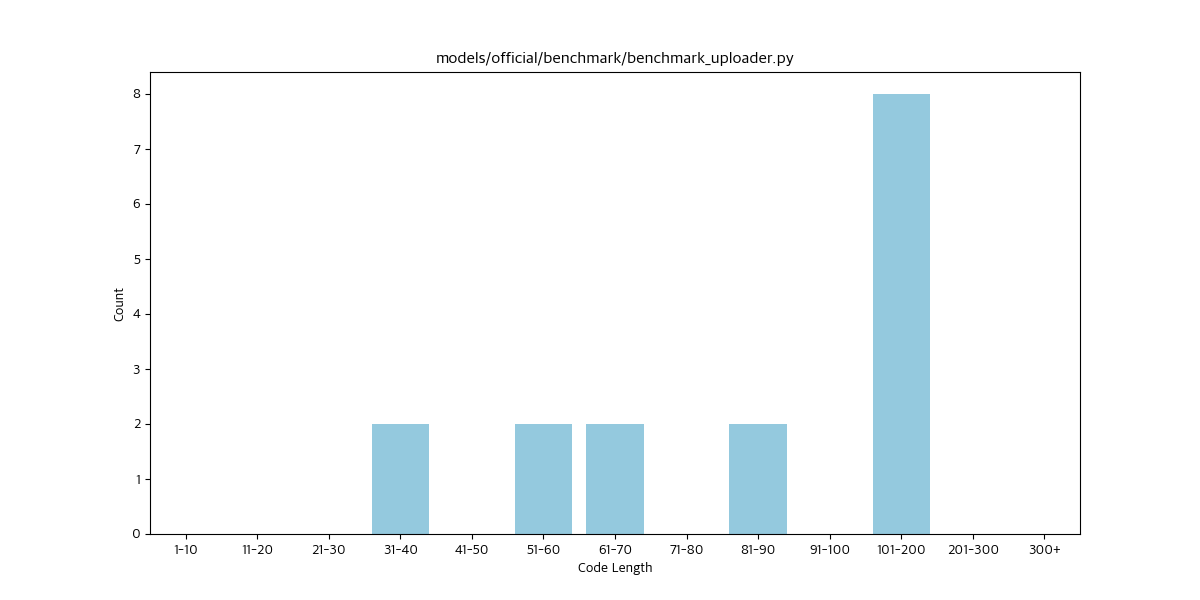 models/official/benchmark/benchmark_uploader.py
8
7
6
5
4
3
2
1
0
Count
1-10 11-20 21-30 31-40 41-50 51-60 61-70 71-80 81-90 91-100 101-200 201-300 300+
Code Length